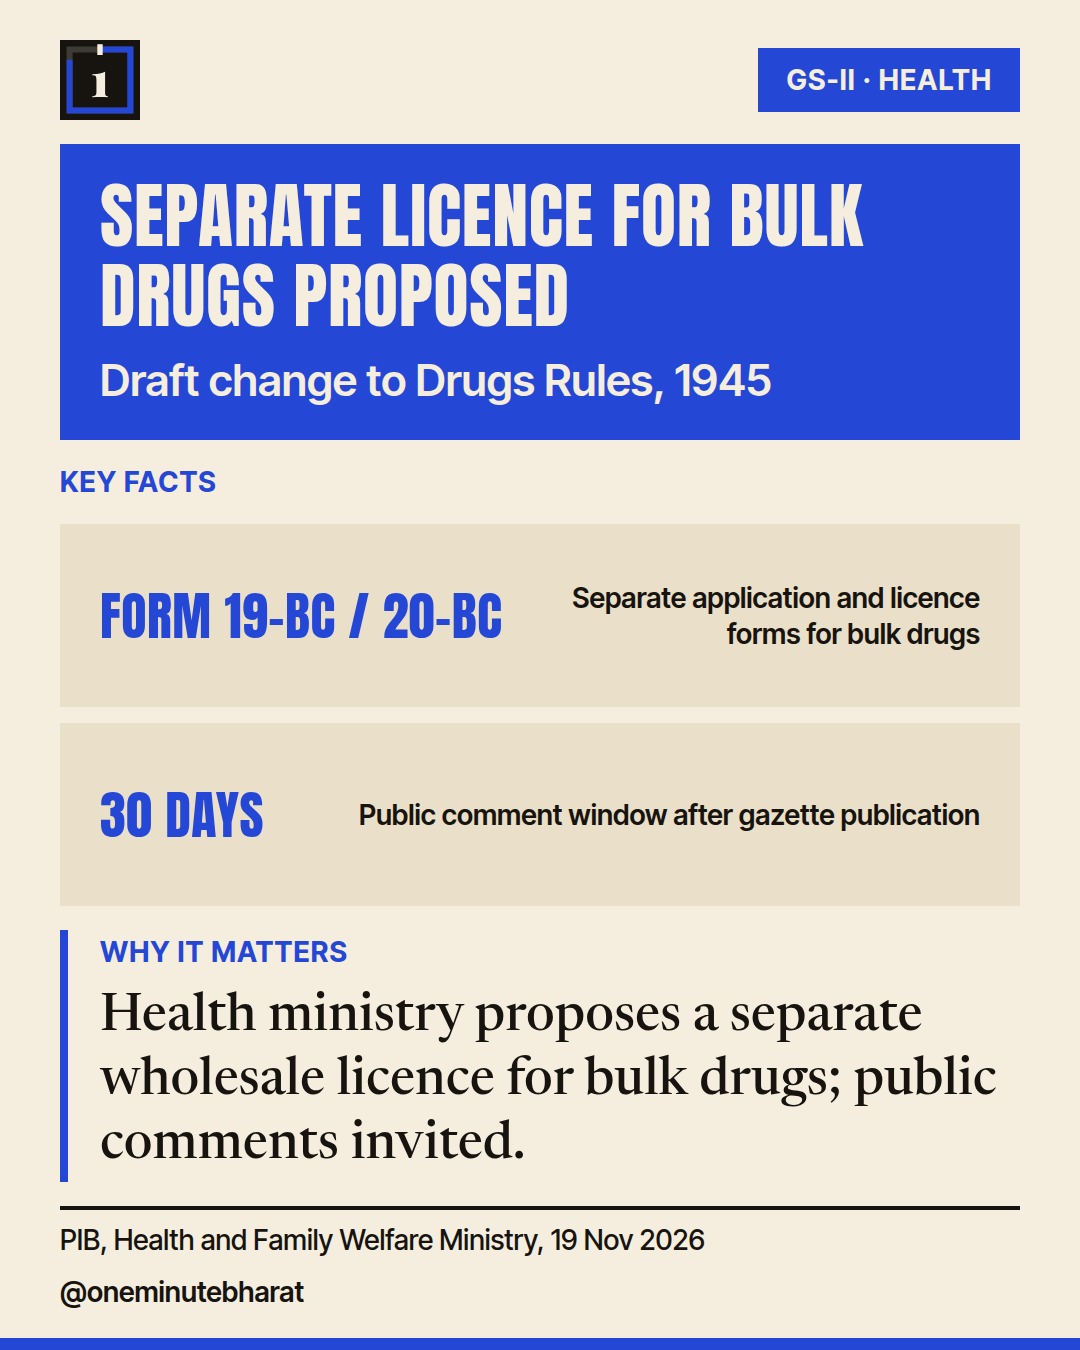 ı
GS-II · HEALTH
SEPARATE LICENCE FOR BULK
DRUGS PROPOSED
Draft change to Drugs Rules, 1945
KEY FACTS
FORM 19-BC / 20-BC
Separate application and licence
forms for bulk drugs
30 DAYS
Public comment window after gazette publication
WHY IT MATTERS
Health ministry proposes a separate
wholesale licence for bulk drugs; public
comments invited.
PIB, Health and Family Welfare Ministry, 19 Nov 2026
@oneminutebharat